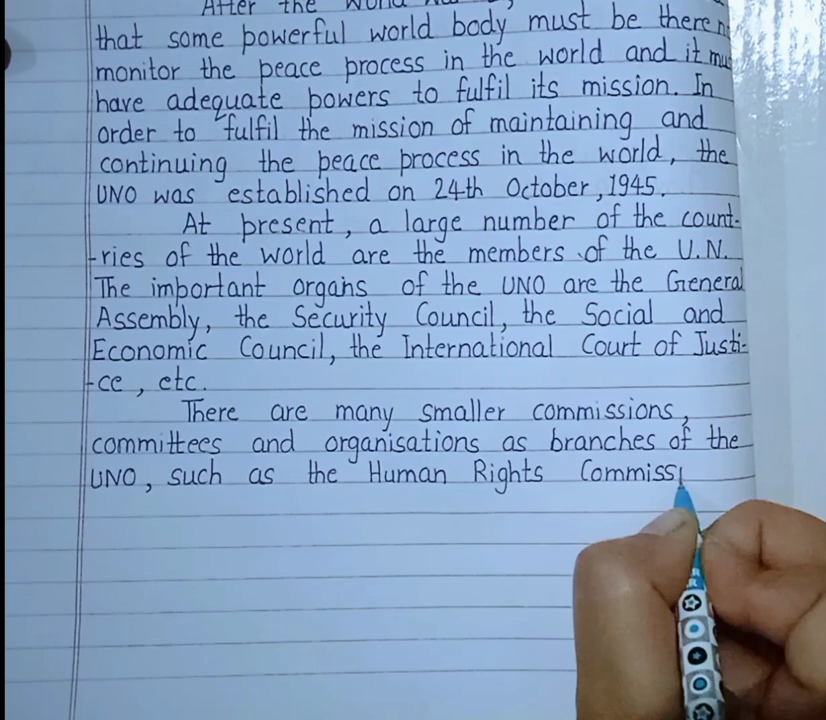 After the World
that some powerful world body must be there
monitor the peace process in the world and it
have adequate powers to fulfil its mission. In
order to fulfil the mission of maintaining and
continuing the peace process in the world, the
UNO was established on 24th October, 1945.
At present, a large number of the count-
-ries of the world are the members of the U.N.
The important organs of the UNO are the General
Assembly, the Security Council, the Social and
Economic Council, the International Court of Justi-
-ce, etc.
There are many smaller commissions,
committees and organisations as branches of the
UNO, such as the Human Rights Commissi